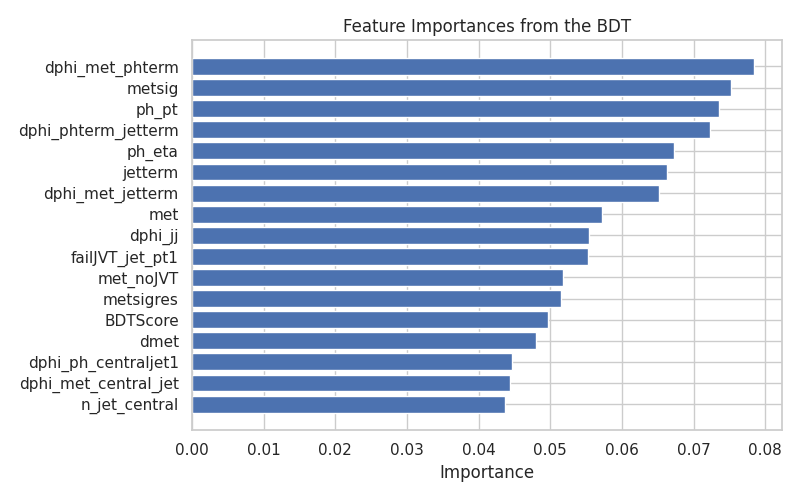 Feature Importances from the BDT
dphi_met_phterm
metsig
ph_pt
dphi_phterm_jetterm
ph_eta
jetterm
dphi_met_jetterm
met
dphi_jj
failJVT_jet_pt1
met_noJVT
metsigres
BDTScore
dmet
dphi_ph_centraljet1
dphi_met_central_jet
n_jet_central
0.00 0.01 0.02 0.03 0.04 0.05 0.06 0.07 0.08
Importance